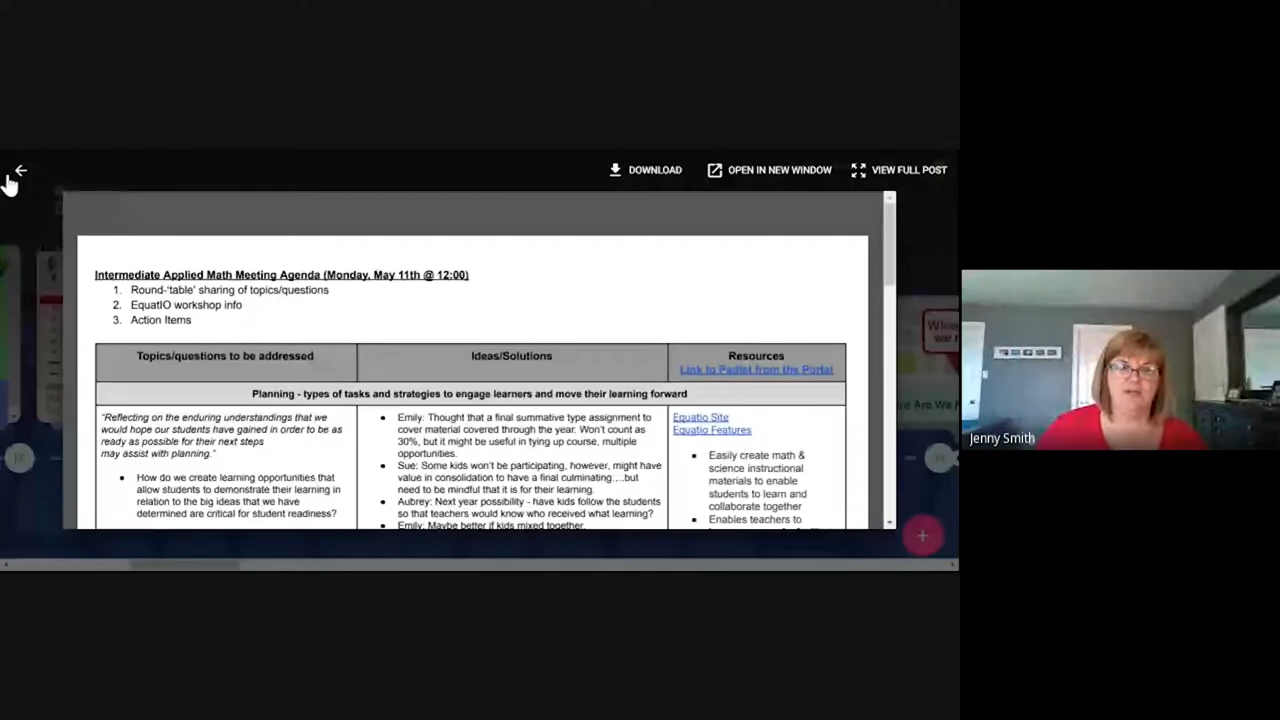 DOWNLOAD
OPEN IN NEW WINDOW
VIEW FULL POST
Intermediate Applied Math Meeting Agenda (Monday, May 11th @ 12:00)
1. Round-'table' sharing of topics/questions
2. EquatIO workshop info
3. Action Items
Topics/questions to be addressed
Ideas/Solutions
Resources
Link to Padlet from the Portal
Planning - types of tasks and strategies to engage learners and move their learning forward
"Reflecting on the enduring understandings that we
would hope our students have gained in order to be as
ready as possible for their next steps
may assist with planning."
• How do we create learning opportunities that
allow students to demonstrate their learning in
relation to the big ideas that we have
determined are critical for student readiness?
• Emily: Thought that a final summative type assignment to
cover material covered through the year. Won't count as
30%, but it might be useful in tying up course, multiple
opportunities.
• Sue: Some kids won't be participating, however, might have
value in consolidation to have a final culminating….but
need to be mindful that it is for their learning.
• Aubrey: Next year possibility - have kids follow the students
so that teachers would know who received what learning?
• Emily: Maybe better if kids mixed together.
Equatio Site
Equatio Features
• Easily create math &
science instructional
materials to enable
students to learn and
collaborate together
• Enables teachers to
we r
re Are We
Jenny Smith